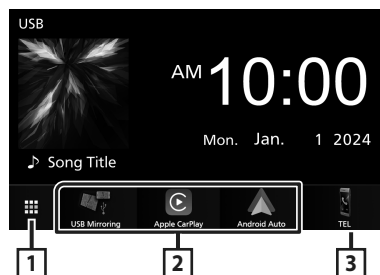 USB
AM 10:00
Mon. Jan. 1 2024
♪ Song Title
USB Mirroring Apple CarPlay Android Auto TEL
1 2 3